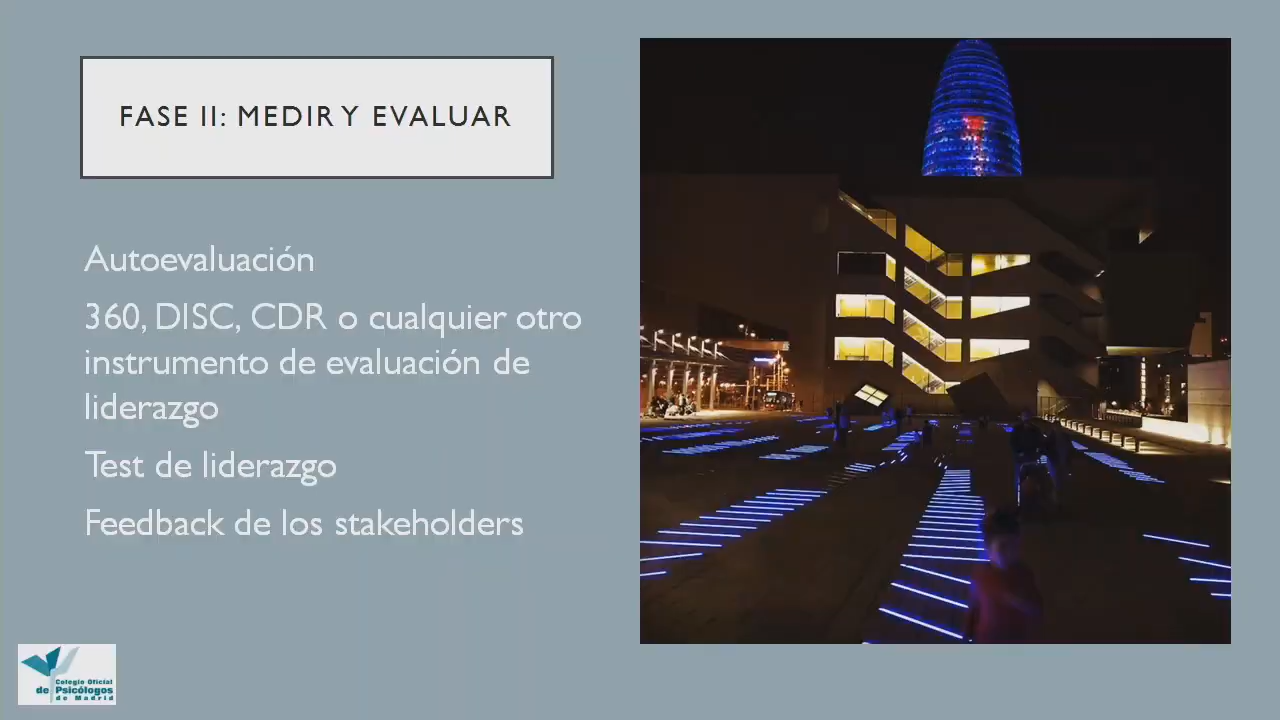 FASE II: MEDIR Y EVALUAR
Autoevaluación
360, DISC, CDR o cualquier otro
instrumento de evaluación de
liderazgo
Test de liderazgo
Feedback de los stakeholders
Colegio Oficial
de Psicólogos
de Madrid